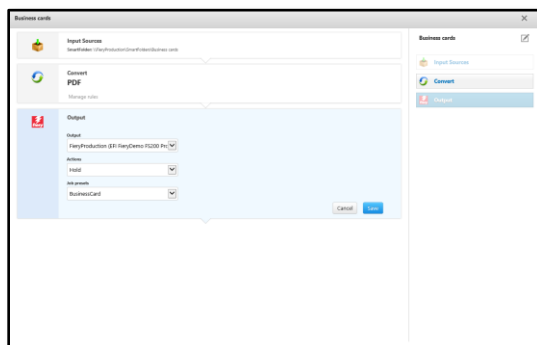 Business cards
Input Sources
SmartFolder: \\FieryProduction\SmartFolders\Business cards
Convert
PDF
Manage rules
Output
Output
FieryProduction (EFI FieryDemo FS200 Prc
Actions
Hold
Job presets
BusinessCard
Cancel
Save
Business cards
Input Sources
Convert
Output